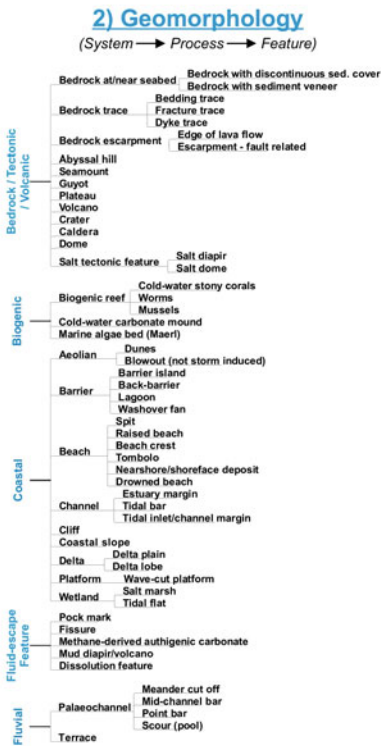 2) Geomorphology
(System → Process → Feature)
Bedrock / Tectonic
/ Volcanic
Bedrock at/near seabed
Bedrock with discontinuous sed. cover
Bedrock with sediment veneer
Bedrock trace
Bedding trace
Fracture trace
Dyke trace
Bedrock escarpment
Edge of lava flow
Escarpment - fault related
Abyssal hill
Seamount
Guyot
Plateau
Volcano
Crater
Caldera
Dome
Salt tectonic feature
Salt diapir
Salt dome
Biogenic
Biogenic reef
Cold-water stony corals
Worms
Mussels
Cold-water carbonate mound
Marine algae bed (Maerl)
Coastal
Aeolian
Dunes
Blowout (not storm induced)
Barrier
Barrier island
Back-barrier
Lagoon
Washover fan
Beach
Spit
Raised beach
Beach crest
Tombolo
Nearshore/shoreface deposit
Drowned beach
Channel
Estuary margin
Tidal bar
Tidal inlet/channel margin
Cliff
Coastal slope
Delta
Delta plain
Delta lobe
Platform
Wave-cut platform
Wetland
Salt marsh
Tidal flat
Fluid-escape
Feature
Pock mark
Fissure
Methane-derived authigenic carbonate
Mud diapir/volcano
Dissolution feature
Fluvial
Palaeochannel
Meander cut off
Mid-channel bar
Point bar
Scour (pool)
Terrace